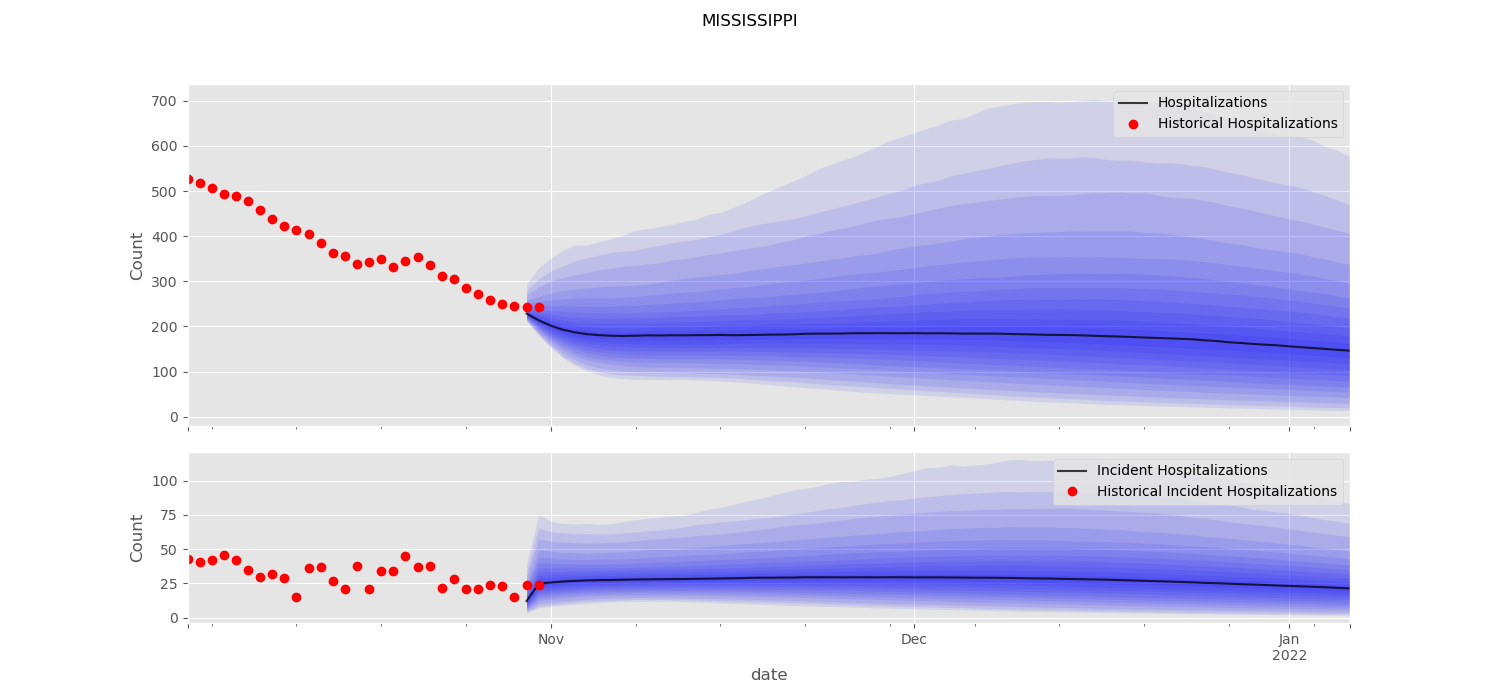 MISSISSIPPI
700
600
500
400
300
200
100
0
Count
Hospitalizations
Historical Hospitalizations
100
75
50
25
0
Count
Incident Hospitalizations
Historical Incident Hospitalizations
Nov
Dec
Jan
2022
date